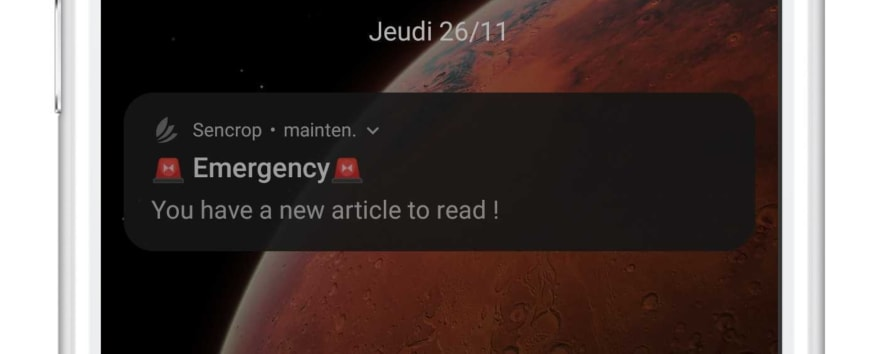 Jeudi 26/11
Sencrop • mainten.
🚨 Emergency🚨
You have a new article to read !